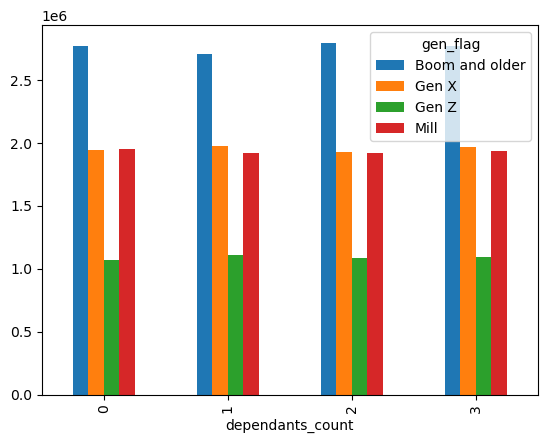 1e6
gen_flag
Boom and older
Gen X
Gen Z
Mill
2.5
2.0
1.5
1.0
0.5
0.0
0
1
2
3
dependants_count